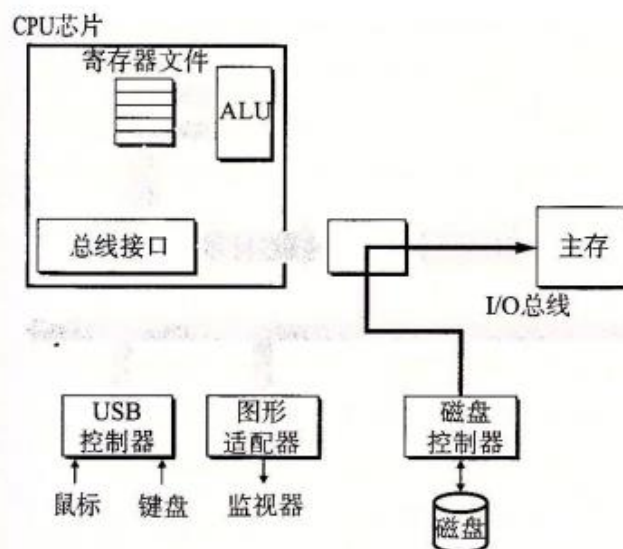 CPU芯片
寄存器文件
ALU
总线接口
主存
I/O总线
USB
控制器
图形
适配器
磁盘
控制器
鼠标
键盘
监视器
磁盘